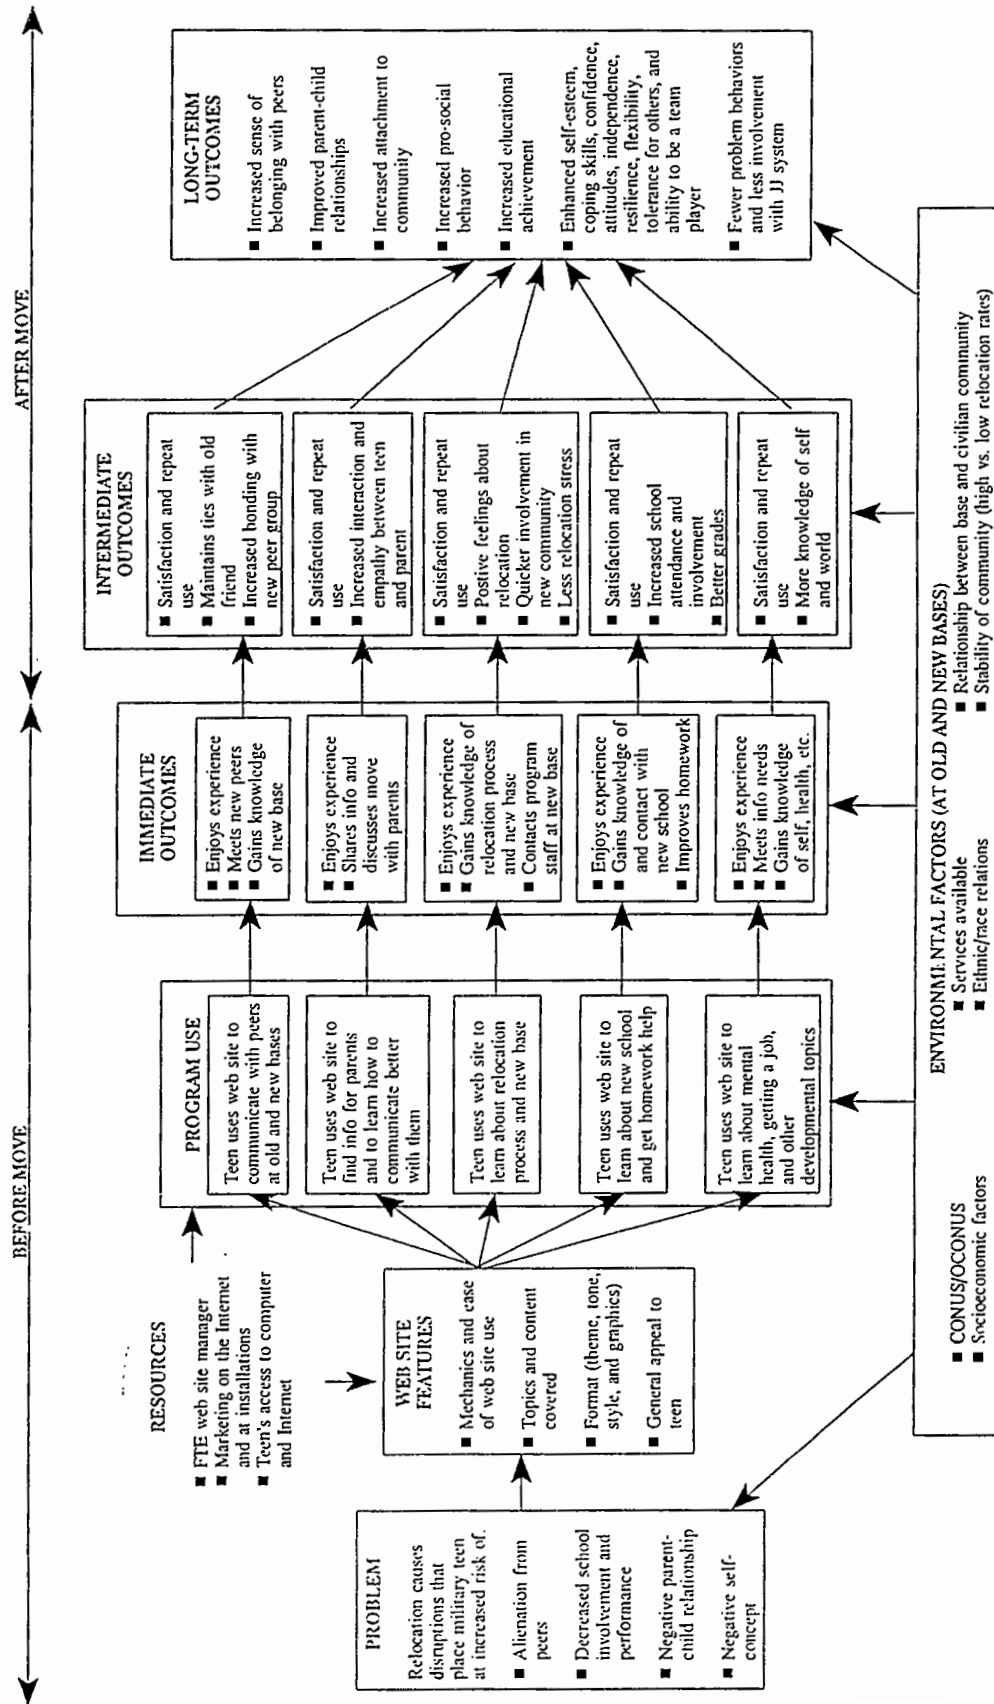 BEFORE MOVE
AFTER MOVE
RESOURCES
■ FTE web site manager
■ Marketing on the Internet
and at installations
■ Teen's access to computer
and Internet
PROBLEM
Relocation causes
disruptions that
place military teen
at increased risk of.
■ Alienation from
peers
■ Decreased school
involvement and
performance
■ Negative parent-
child relationship
■ Negative self-
concept
WEB SITE
FEATURES
■ Mechanics and ease
of web site use
■ Topics and content
covered
■ Format (theme, tone,
style, and graphics)
■ General appeal to
teen
PROGRAM USE
Teen uses web site to
communicate with peers
at old and new bases
Teen uses web site to
find info for parents
and to learn how to
communicate better
with them
Teen uses web site to
learn about relocation
process and new base
Teen uses web site to
learn about new school
and get homework help
Teen uses web site to
learn about mental
health, getting a job,
and other
developmental topics
IMMEDIATE
OUTCOMES
■ Enjoys experience
■ Meets new peers
■ Gains knowledge
of new base
■ Enjoys experience
■ Shares info and
discusses move
with parents
■ Enjoys experience
■ Gains knowledge of
relocation process
and new base
■ Contacts program
staff at new base
■ Enjoys experience
■ Gains knowledge of
and contact with
new school
■ Improves homework
■ Enjoys experience
■ Meets info needs
■ Gains knowledge
of self, health, etc.
INTERMEDIATE
OUTCOMES
■ Satisfaction and repeat
use
■ Maintains ties with old
friend
■ Increased bonding with
new peer group
■ Satisfaction and repeat
use
■ Increased interaction and
empathy between teen
and parent
■ Satisfaction and repeat
use
■ Postive feelings about
relocation
■ Quicker involvement in
new community
■ Less relocation stress
■ Satisfaction and repeat
use
■ Increased school
attendance and
involvement
■ Better grades
■ Satisfaction and repeat
use
■ More knowledge of self
and world
LONG-TERM
OUTCOMES
■ Increased sense of
belonging with peers
■ Improved parent-child
relationships
■ Increased attachment to
community
■ Increased pro-social
behavior
■ Increased educational
achievement
■ Enhanced self-esteem,
coping skills, confidence,
attitudes, independence,
resilience, flexibility,
tolerance for others, and
ability to be a team
player
■ Fewer problem behaviors
and less involvement
with JJ system
ENVIRONMENTAL FACTORS (AT OLD AND NEW BASES)
■ CONUS/OCONUS
■ Socioeconomic factors
■ Services available
■ Ethnic/race relations
■ Relationship between base and civilian community
■ Stability of community (high vs. low relocation rates)